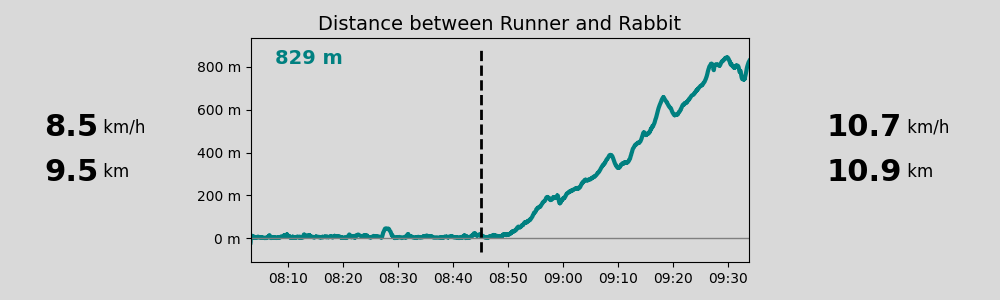 Distance between Runner and Rabbit
829 m
800 m
600 m
400 m
200 m
0 m
08:10 08:20 08:30 08:40 08:50 09:00 09:10 09:20 09:30
8.5 km/h
9.5 km
10.7 km/h
10.9 km